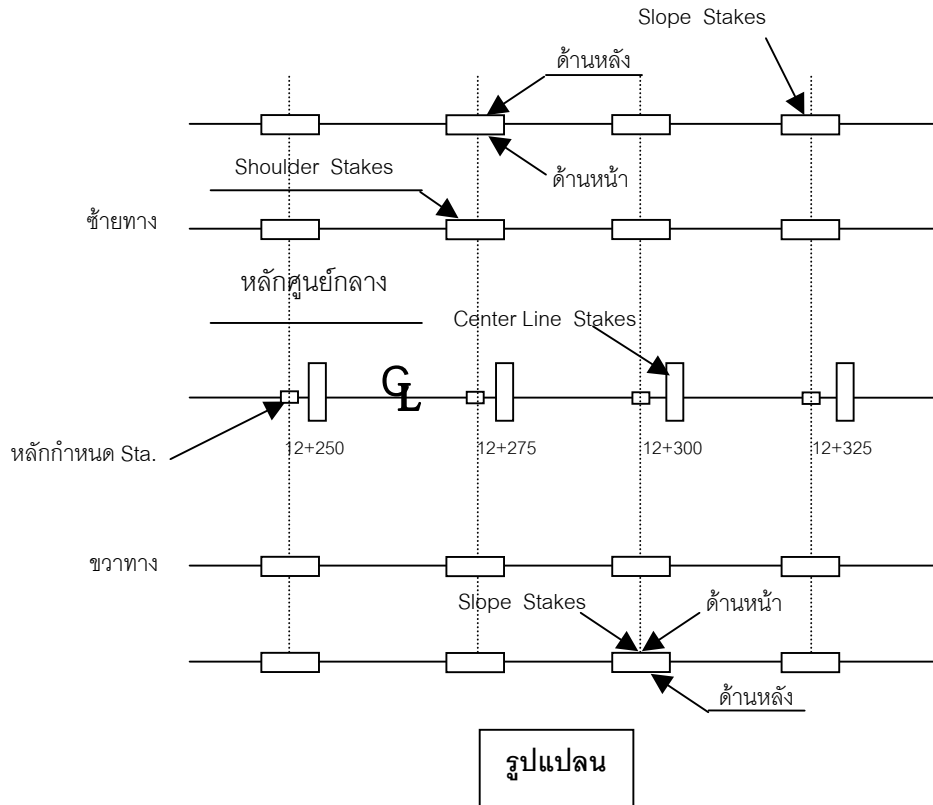 Slope Stakes
ด้านหลัง
Shoulder Stakes
ด้านหน้า
ซ้ายทาง
หลักศูนย์กลาง
Center Line Stakes
CL
หลักกำหนด Sta.
12+250
12+275
12+300
12+325
ขวาทาง
Slope Stakes
ด้านหน้า
ด้านหลัง
รูปแปลน